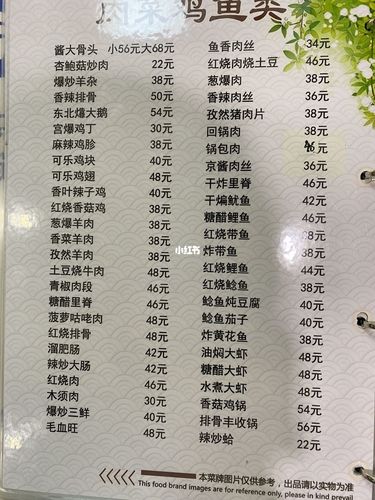 肉菜鸡鱼类
酱大骨头 小56元大68元
杏鲍菇炒肉 22元
爆炒羊杂 38元
香辣排骨 50元
东北爆大鹅 54元
宫爆鸡丁 38元
麻辣鸡胗 38元
可乐鸡块 40元
可乐鸡翅 48元
香叶辣子鸡 40元
红烧香菇鸡 38元
葱爆羊肉 38元
香菜羊肉 38元
孜然羊肉 38元
土豆烧牛肉 48元
青椒肉段 40元
糖醋里脊 46元
菠萝咕咾肉 48元
红烧排骨 48元
溜肥肠 42元
辣炒大肠 42元
红烧肉 38元
木须肉 30元
爆炒三鲜 40元
毛血旺 48元
鱼香肉丝 34元
红烧肉烧土豆 46元
葱爆肉 38元
香辣肉丝 36元
孜然猪肉片 38元
回锅肉 38元
锅包肉 元
京酱肉丝 36元
干炸里脊 46元
干煸鱿鱼 42元
糖醋鲤鱼 46元
红烧带鱼 38元
炸带鱼 38元
红烧鲤鱼 44元
红烧鲶鱼 38元
鲶鱼炖豆腐 40元
鲶鱼茄子 40元
炸黄花鱼 38元
油焖大虾 48元
糖醋大虾 48元
水煮大虾 48元
香菇鸡锅 48元
排骨丰收锅 56元
辣炒蛤 22元
小红书
本菜牌图片仅供参考，出品请以实物为准
This food brand images are for reference only, please in kind prevail